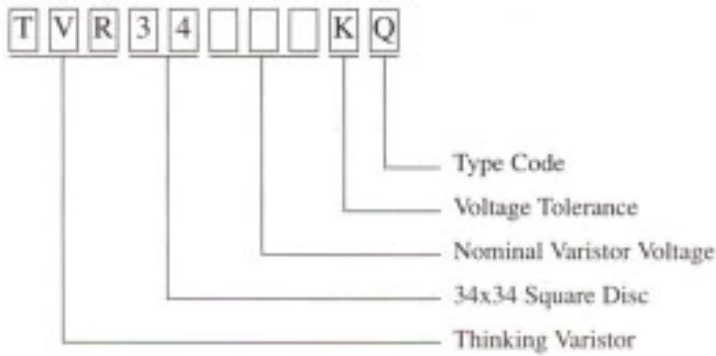 T V R 3 4 K Q
Type Code
Voltage Tolerance
Nominal Varistor Voltage
34x34 Square Disc
Thinking Varistor